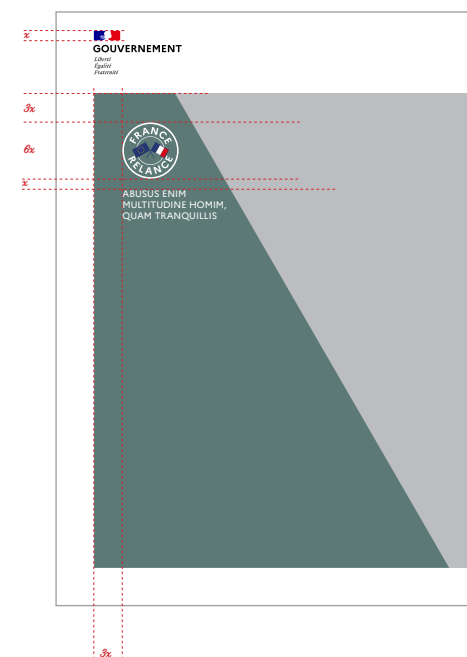 x
GOUVERNEMENT
Liberté
Égalité
Fraternité
3x
FRANCE
6x
RELANCE
x
ABUSUS ENIM
MULTITUDINE HOMIM,
QUAM TRANQUILLIS
3x